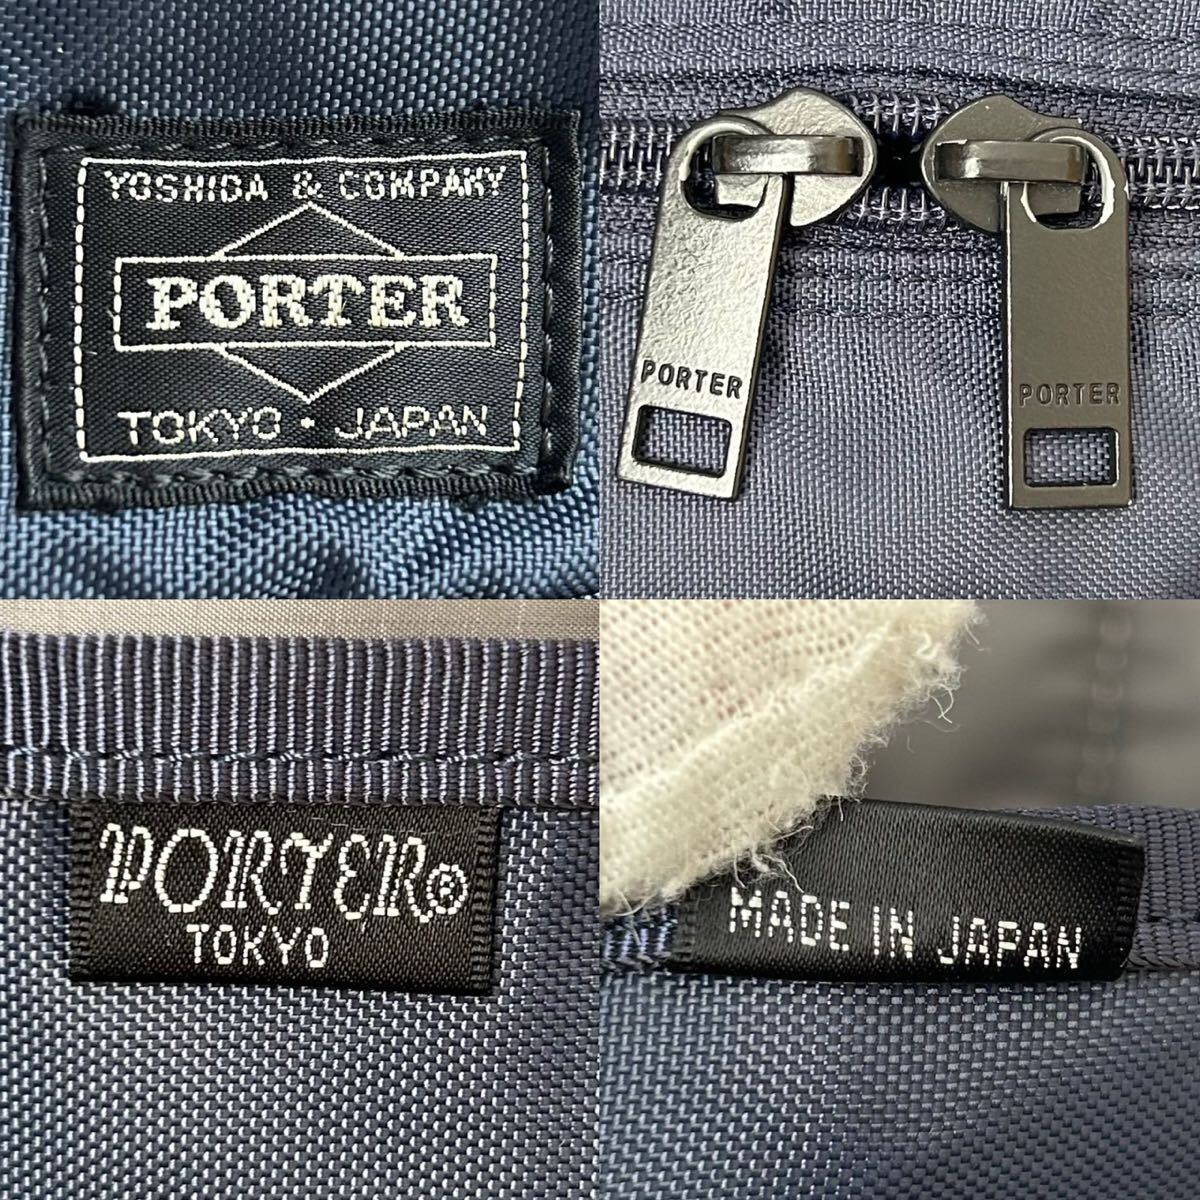 YOSHIDA & COMPANY
PORTER
TOKYO・JAPAN
PORTER
PORTER
PORTER®
TOKYO
MADE IN JAPAN